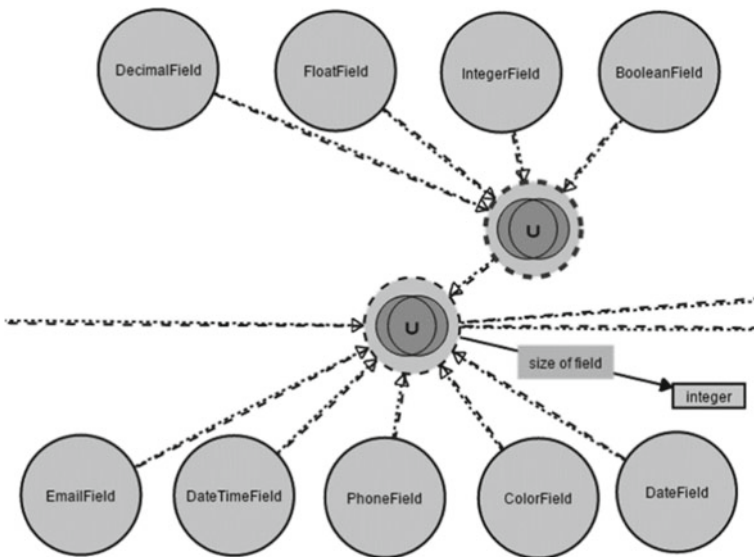 DecimalField
FloatField
IntegerField
BooleanField
U
U
size of field
integer
EmailField
DateTimeField
PhoneField
ColorField
DateField